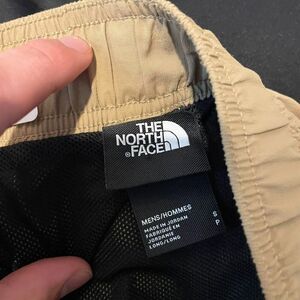 THE
NORTH
®FACE
MENS/HOMMES
S
P
MADE IN JORDAN
FABRIQUÉ EN
JORDANIE
LONG/LONG